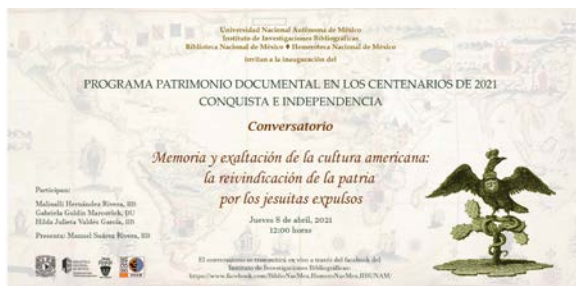 Universidad Nacional Autónoma de México
Instituto de Investigaciones Bibliográficas
Biblioteca Nacional de México ♦ Hemeroteca Nacional de México
invitan a la inauguración del
PROGRAMA PATRIMONIO DOCUMENTAL EN LOS CENTENARIOS DE 2021
CONQUISTA E INDEPENDENCIA
Conversatorio
Memoria y exaltación de la cultura americana:
la reivindicación de la patria
por los jesuitas expulsos
Jueves 8 de abril, 2021
12:00 horas
Participan:
Malinalli Hernández Rivera, IIB
Gabriela Goldin Marcovich,
Hilda Julieta Valdés García, IIB
Presenta: Manuel Suárez Rivera, IIB
El conversatorio se transmitirá en vivo a través del facebook del
Instituto de Investigaciones Bibliográficas: